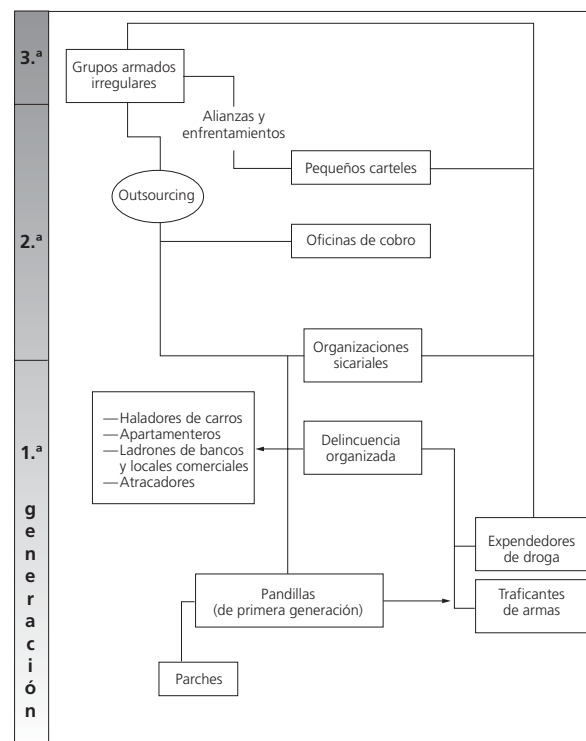 3.ª
Grupos armados
irregulares
Alianzas y
enfrentamientos
Pequeños carteles
Outsourcing
2.ª
Oficinas de cobro
Organizaciones
sicariales
1.ª generación
—Haladores de carros
—Apartamenteros
—Ladrones de bancos
y locales comerciales
—Atracadores
Delincuencia
organizada
Expendedores
de droga
Pandillas
(de primera generación)
Traficantes
de armas
Parches